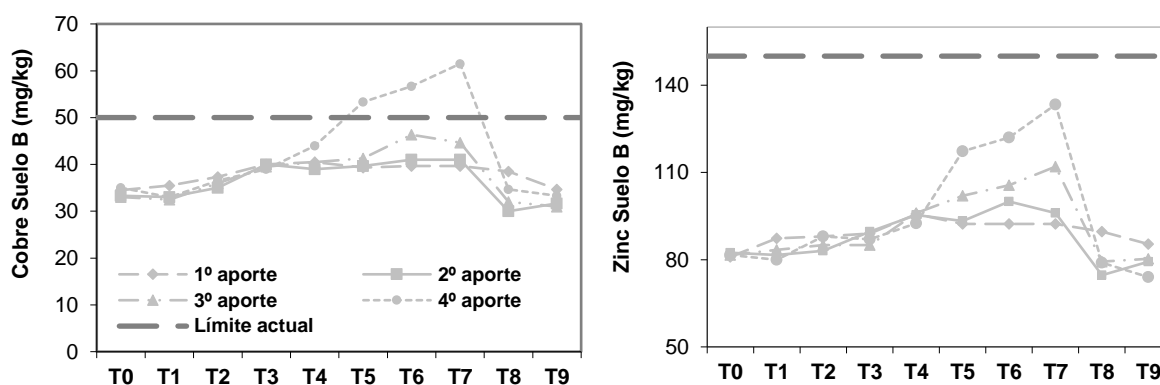 Cobre Suelo B (mg/kg)
70
60
50
40
30
20
10
0
1º aporte
2º aporte
3º aporte
4º aporte
Límite actual
T0 T1 T2 T3 T4 T5 T6 T7 T8 T9
Zinc Suelo B (mg/kg)
140
110
80
50
T0 T1 T2 T3 T4 T5 T6 T7 T8 T9